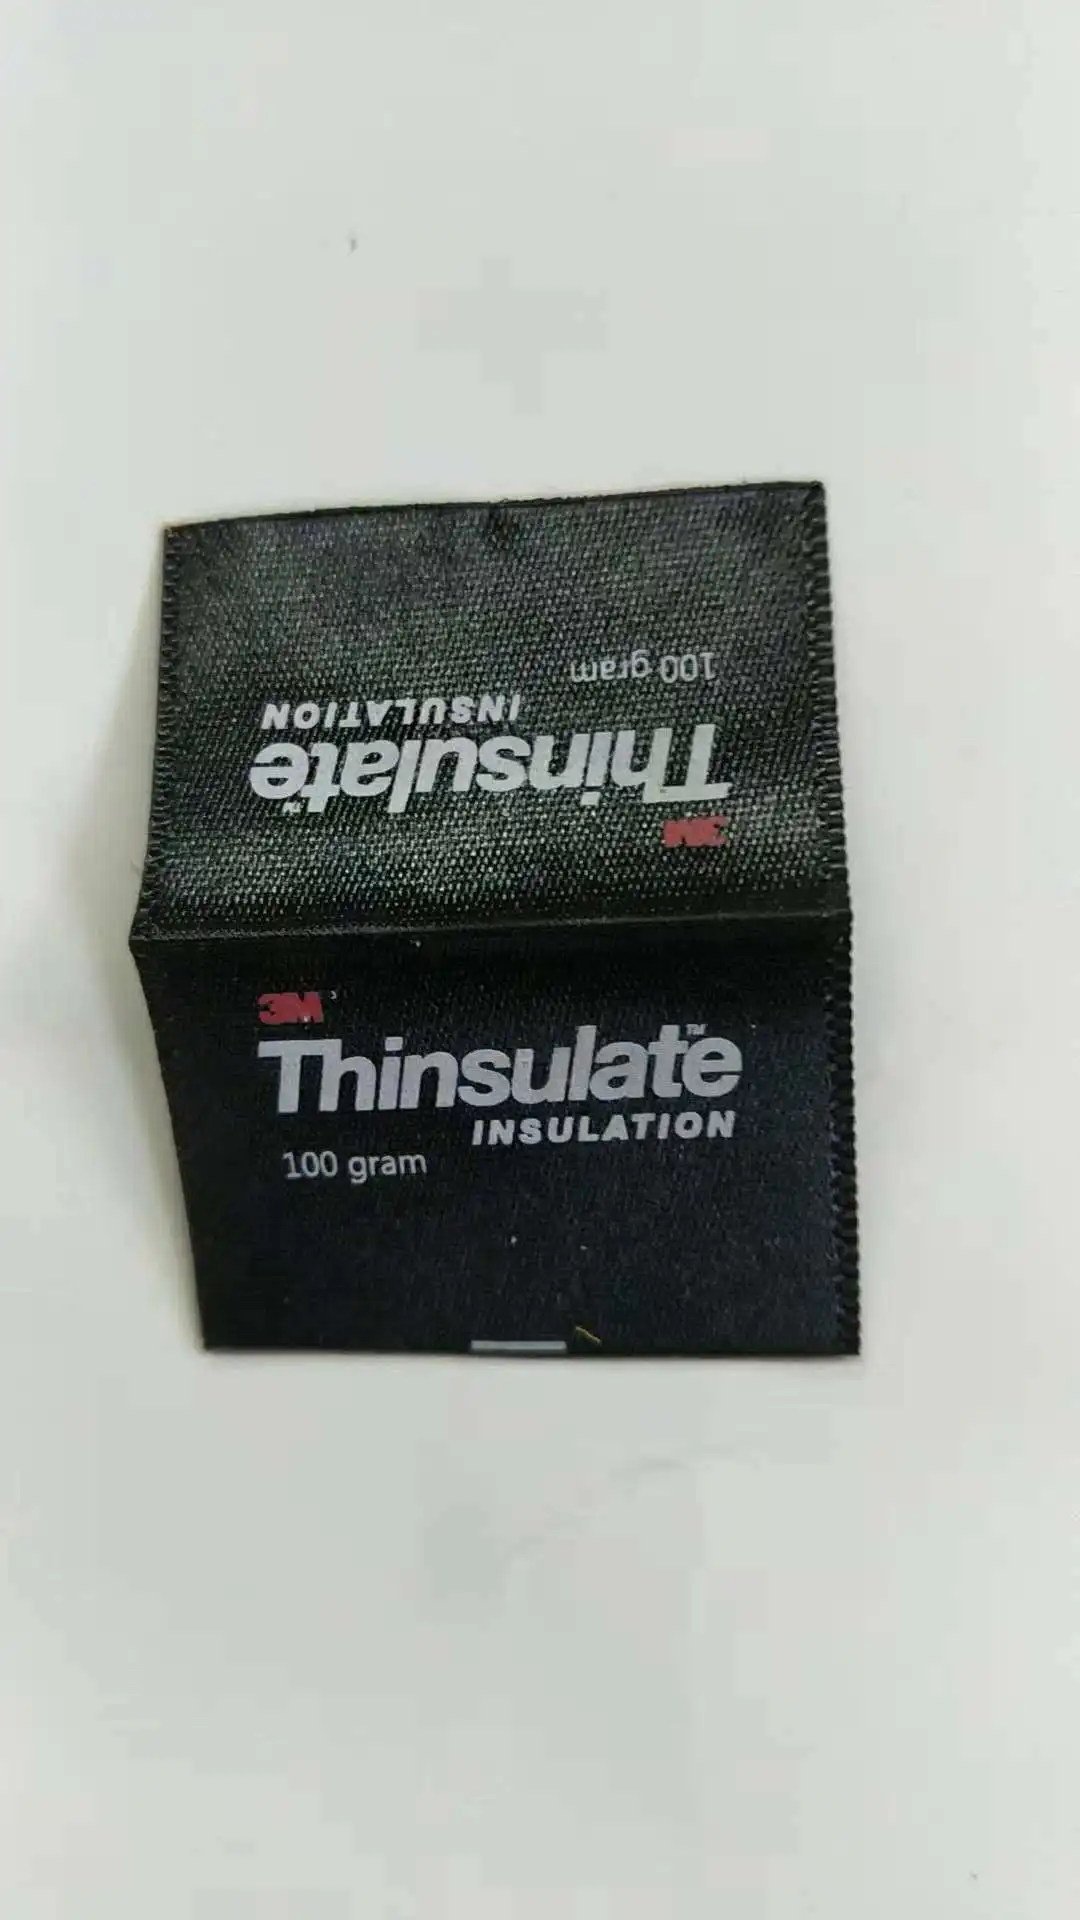 100 gram
INSULATION
Thinsulate™
3M
3M
Thinsulate™
INSULATION
100 gram